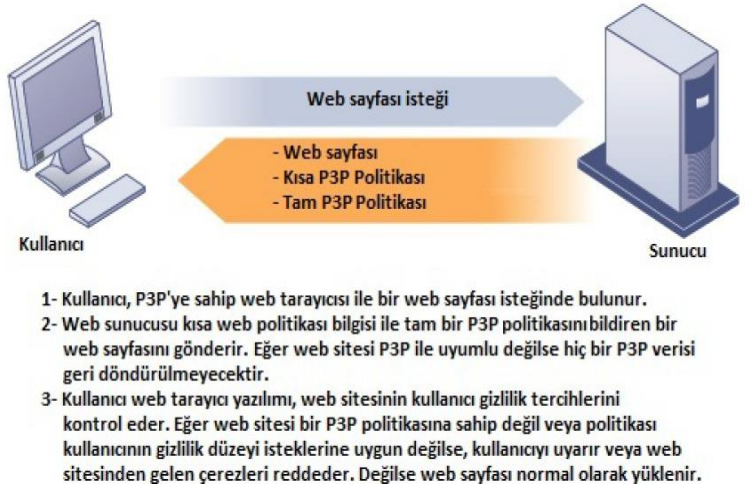 Web sayfası isteği
- Web sayfası
- Kısa P3P Politikası
- Tam P3P Politikası
Kullanıcı
Sunucu
1- Kullanıcı, P3P'ye sahip web tarayıcısı ile bir web sayfası isteğinde bulunur.
2- Web sunucusu kısa web politikası bilgisi ile tam bir P3P politikasını bildiren bir
web sayfasını gönderir. Eğer web sitesi P3P ile uyumlu değilse hiç bir P3P verisi
geri döndürülmeyecektir.
3- Kullanıcı web tarayıcı yazılımı, web sitesinin kullanıcı gizlilik tercihlerini
kontrol eder. Eğer web sitesi bir P3P politikasına sahip değil veya politikası
kullanıcının gizlilik düzeyi isteklerine uygun değilse, kullanıcıyı uyarır veya web
sitesinden gelen çerezleri reddeder. Değilse web sayfası normal olarak yüklenir.